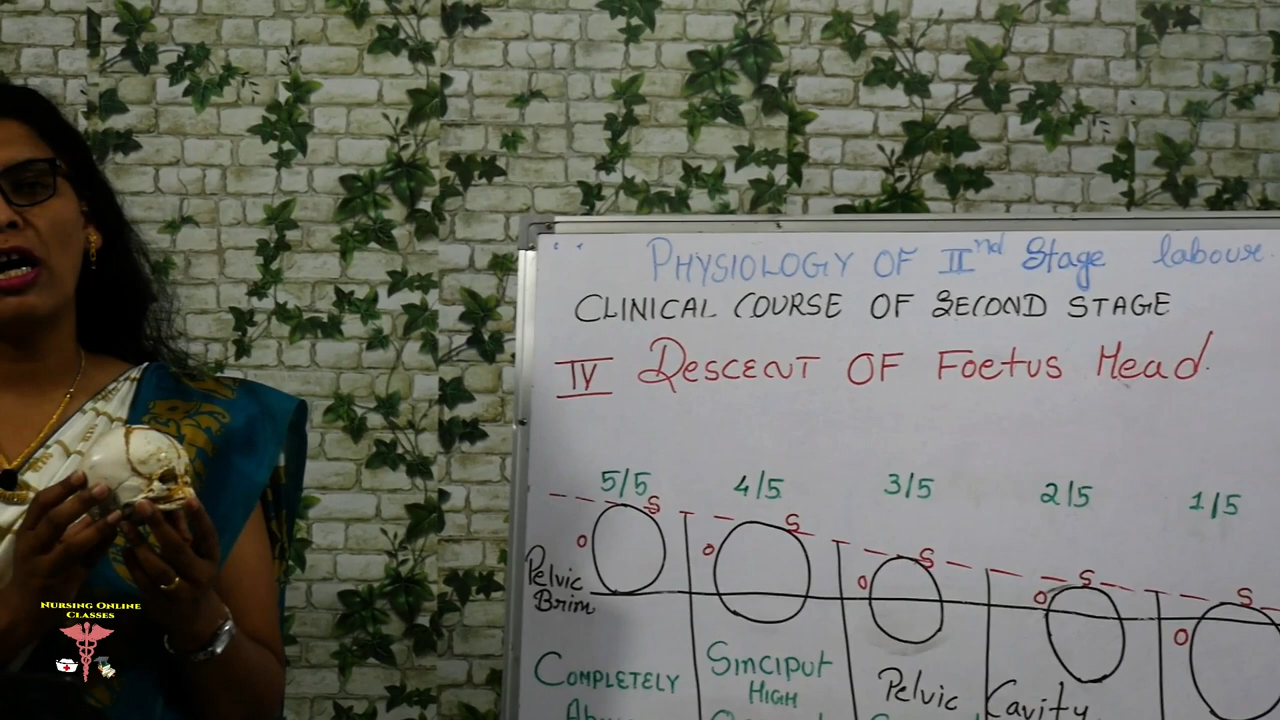 PHYSIOLOGY OF IInd Stage labouse.
CLINICAL COURSE OF SECOND STAGE
IV DESCENT OF Foetus Head.
5/5 4/5 3/5 2/5 1/5
S S S S S
O O O O O
Pelvic
Brim
COMPLETELY
SINCIPUT
HIGH
Pelvic Cavity
NURSING ONLINE
CLASSES